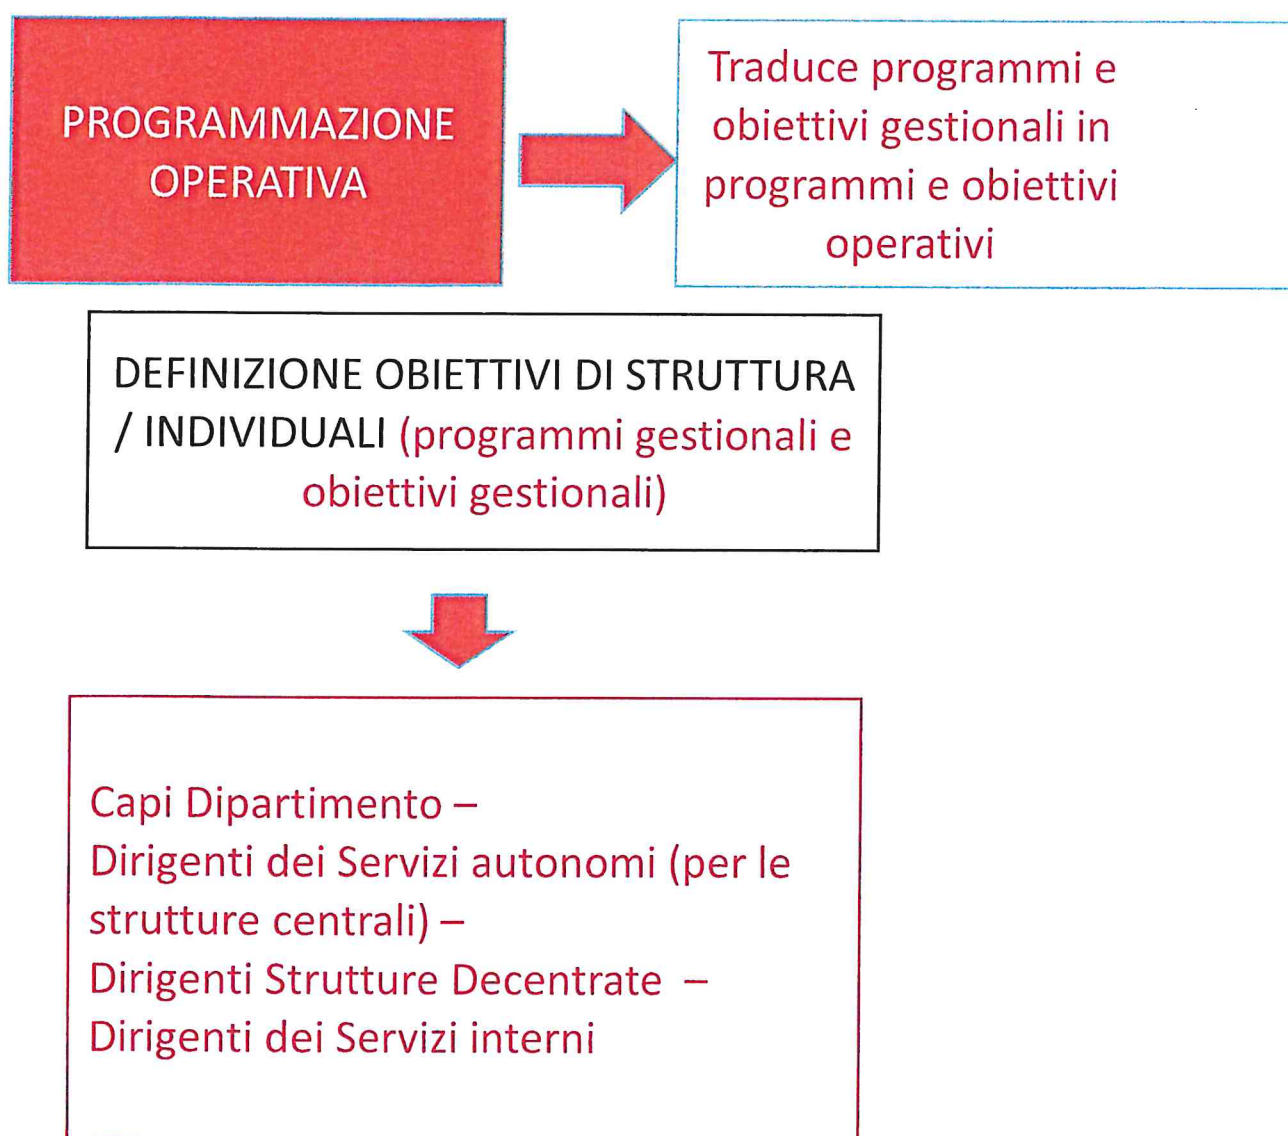 PROGRAMMAZIONE
OPERATIVA
Traduce programmi e
obiettivi gestionali in
programmi e obiettivi
operativi
DEFINIZIONE OBIETTIVI DI STRUTTURA
/ INDIVIDUALI (programmi gestionali e
obiettivi gestionali)
Capi Dipartimento –
Dirigenti dei Servizi autonomi (per le
strutture centrali) –
Dirigenti Strutture Decentrate –
Dirigenti dei Servizi interni